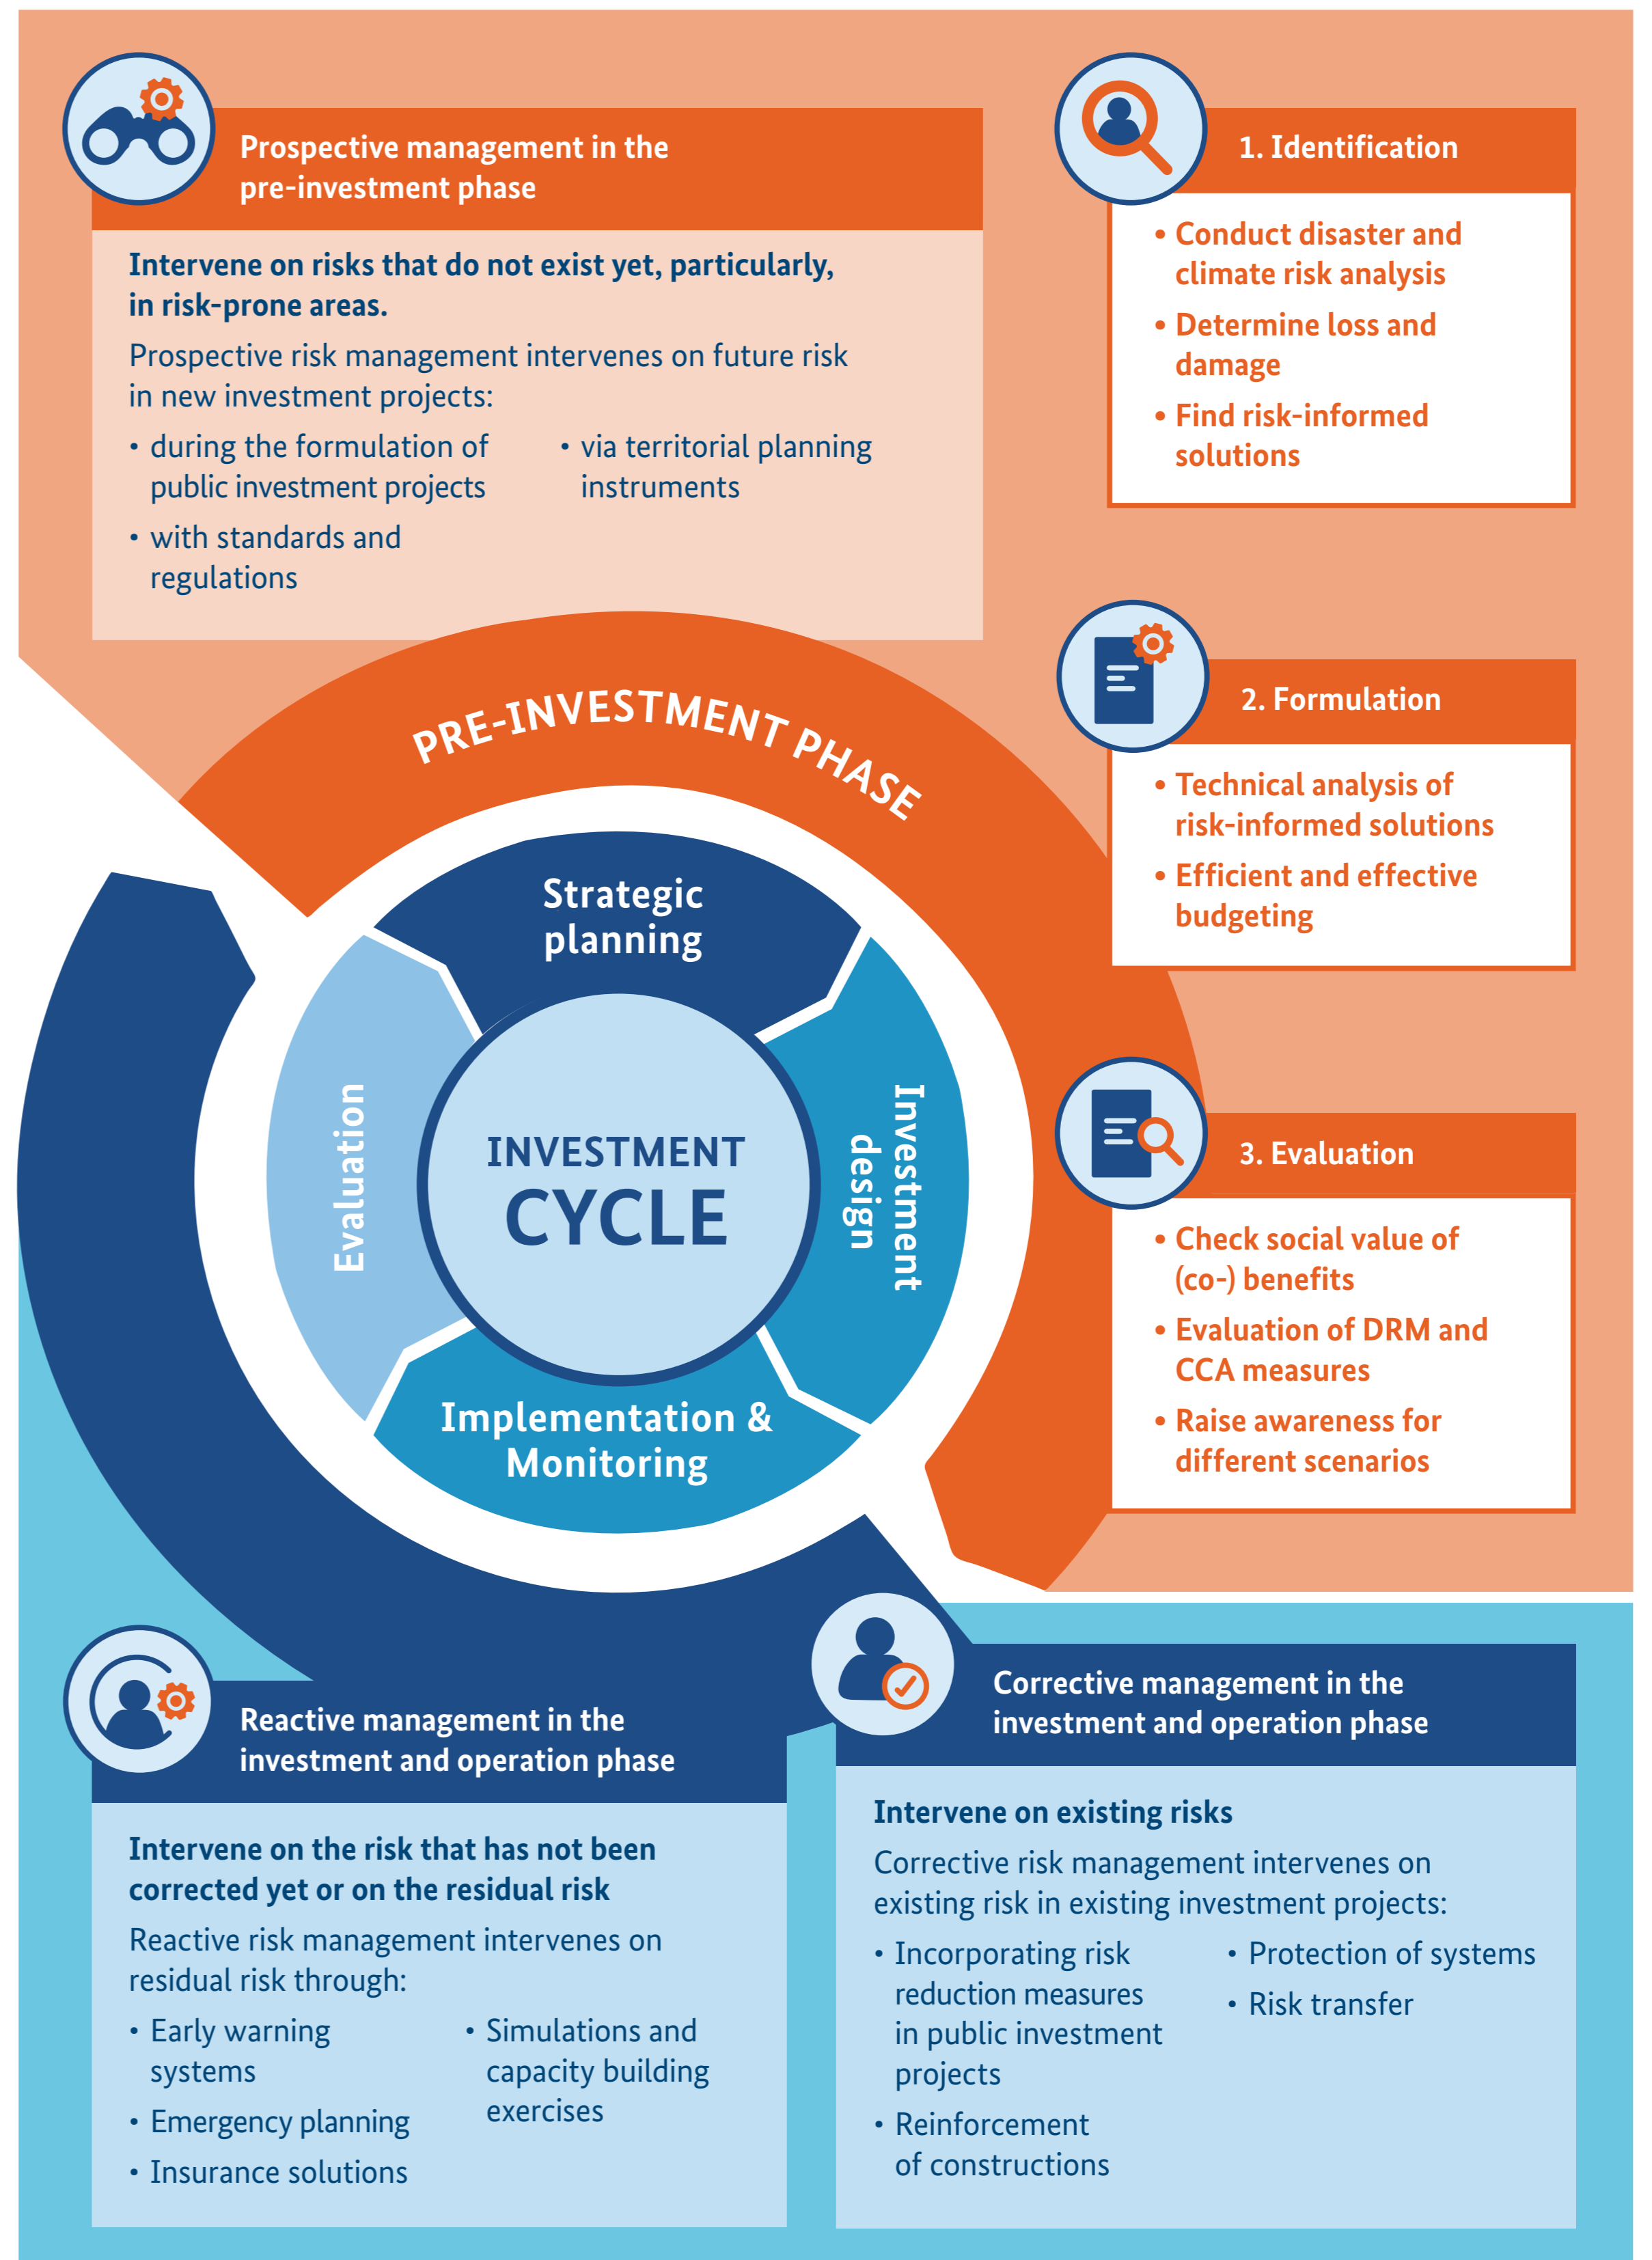 Prospective management in the
pre-investment phase
Intervene on risks that do not exist yet, particularly,
in risk-prone areas.
Prospective risk management intervenes on future risk
in new investment projects:
• during the formulation of
public investment projects
• with standards and
regulations
• via territorial planning
instruments
1. Identification
• Conduct disaster and
climate risk analysis
• Determine loss and
damage
• Find risk-informed
solutions
2. Formulation
• Technical analysis of
risk-informed solutions
• Efficient and effective
budgeting
3. Evaluation
• Check social value of
(co-) benefits
• Evaluation of DRM and
CCA measures
• Raise awareness for
different scenarios
PRE-INVESTMENT PHASE
Strategic
planning
Investment
design
Implementation &
Monitoring
Evaluation
INVESTMENT
CYCLE
Reactive management in the
investment and operation phase
Intervene on the risk that has not been
corrected yet or on the residual risk
Reactive risk management intervenes on
residual risk through:
• Early warning
systems
• Emergency planning
• Insurance solutions
• Simulations and
capacity building
exercises
Corrective management in the
investment and operation phase
Intervene on existing risks
Corrective risk management intervenes on
existing risk in existing investment projects:
• Incorporating risk
reduction measures
in public investment
projects
• Reinforcement
of constructions
• Protection of systems
• Risk transfer